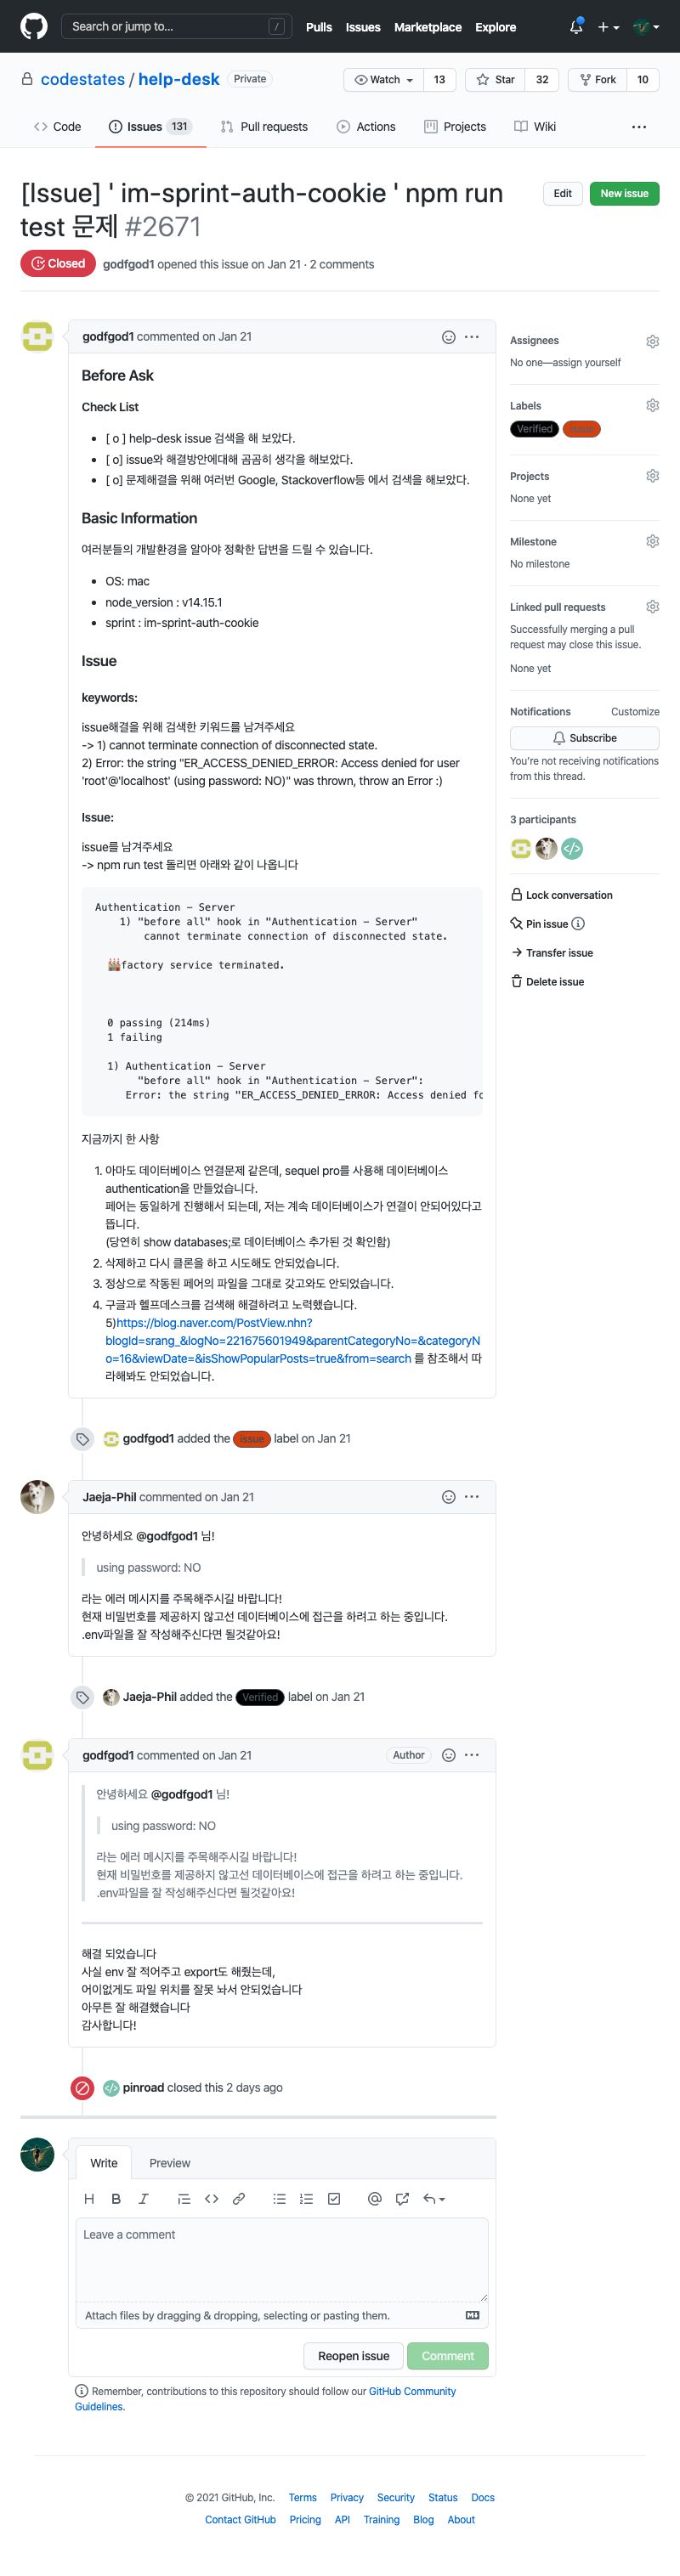 Search or jump to...
/
Pulls Issues Marketplace Explore
codestates / help-desk Private
Watch 13 Star 32 Fork 10
Code Issues 131 Pull requests Actions Projects Wiki
[Issue] ' im-sprint-auth-cookie ' npm run
test 문제 #2671
Edit New issue
Closed godfgod1 opened this issue on Jan 21 · 2 comments
godfgod1 commented on Jan 21
Before Ask
Check List
[ o ] help-desk issue 검색을 해 보았다.
[ o] issue와 해결방안에대해 곰곰히 생각을 해보았다.
[ o] 문제해결을 위해 여러번 Google, Stackoverflow등 에서 검색을 해보았다.
Basic Information
여러분들의 개발환경을 알아야 정확한 답변을 드릴 수 있습니다.
OS: mac
node_version : v14.15.1
sprint : im-sprint-auth-cookie
Issue
keywords:
issue해결을 위해 검색한 키워드를 남겨주세요
-> 1) cannot terminate connection of disconnected state.
2) Error: the string "ER_ACCESS_DENIED_ERROR: Access denied for user
'root'@'localhost' (using password: NO)" was thrown, throw an Error :)
Issue:
issue를 남겨주세요
-> npm run test 돌리면 아래와 같이 나옵니다
Authentication - Server
1) "before all" hook in "Authentication - Server"
cannot terminate connection of disconnected state.
🏭factory service terminated.
0 passing (214ms)
1 failing
1) Authentication - Server
"before all" hook in "Authentication - Server":
Error: the string "ER_ACCESS_DENIED_ERROR: Access denied fo
지금까지 한 사항
1. 아마도 데이터베이스 연결문제 같은데, sequel pro를 사용해 데이터베이스
authentication을 만들었습니다.
페어는 동일하게 진행해서 되는데, 저는 계속 데이터베이스가 연결이 안되어있다고
뜹니다.
(당연히 show databases;로 데이터베이스 추가된 것 확인함)
2. 삭제하고 다시 클론을 하고 시도해도 안되었습니다.
3. 정상으로 작동된 페어의 파일을 그대로 갖고와도 안되었습니다.
4. 구글과 헬프데스크를 검색해 해결하려고 노력했습니다.
5)https://blog.naver.com/PostView.nhn?
blogId=srang_&logNo=221675601949&parentCategoryNo=&categoryN
o=16&viewDate=&isShowPopularPosts=true&from=search 를 참조해서 따
라해봐도 안되었습니다.
godfgod1 added the issue label on Jan 21
Jaeja-Phil commented on Jan 21
안녕하세요 @godfgod1 님!
using password: NO
라는 에러 메시지를 주목해주시길 바랍니다!
현재 비밀번호를 제공하지 않고선 데이터베이스에 접근을 하려고 하는 중입니다.
.env파일을 잘 작성해주신다면 될것같아요!
Jaeja-Phil added the Verified label on Jan 21
godfgod1 commented on Jan 21 Author
안녕하세요 @godfgod1 님!
using password: NO
라는 에러 메시지를 주목해주시길 바랍니다!
현재 비밀번호를 제공하지 않고선 데이터베이스에 접근을 하려고 하는 중입니다.
.env파일을 잘 작성해주신다면 될것같아요!
해결 되었습니다
사실 env 잘 적어주고 export도 해줬는데,
어이없게도 파일 위치를 잘못 놔서 안되었습니다
아무튼 잘 해결했습니다
감사합니다!
pinroad closed this 2 days ago
Write Preview
Leave a comment
Attach files by dragging & dropping, selecting or pasting them.
Reopen issue Comment
Remember, contributions to this repository should follow our GitHub Community
Guidelines.
Assignees
No one—assign yourself
Labels
Verified issue
Projects
None yet
Milestone
No milestone
Linked pull requests
Successfully merging a pull
request may close this issue.
None yet
Notifications Customize
Subscribe
You're not receiving notifications
from this thread.
3 participants
Lock conversation
Pin issue
Transfer issue
Delete issue
© 2021 GitHub, Inc. Terms Privacy Security Status Docs
Contact GitHub Pricing API Training Blog About